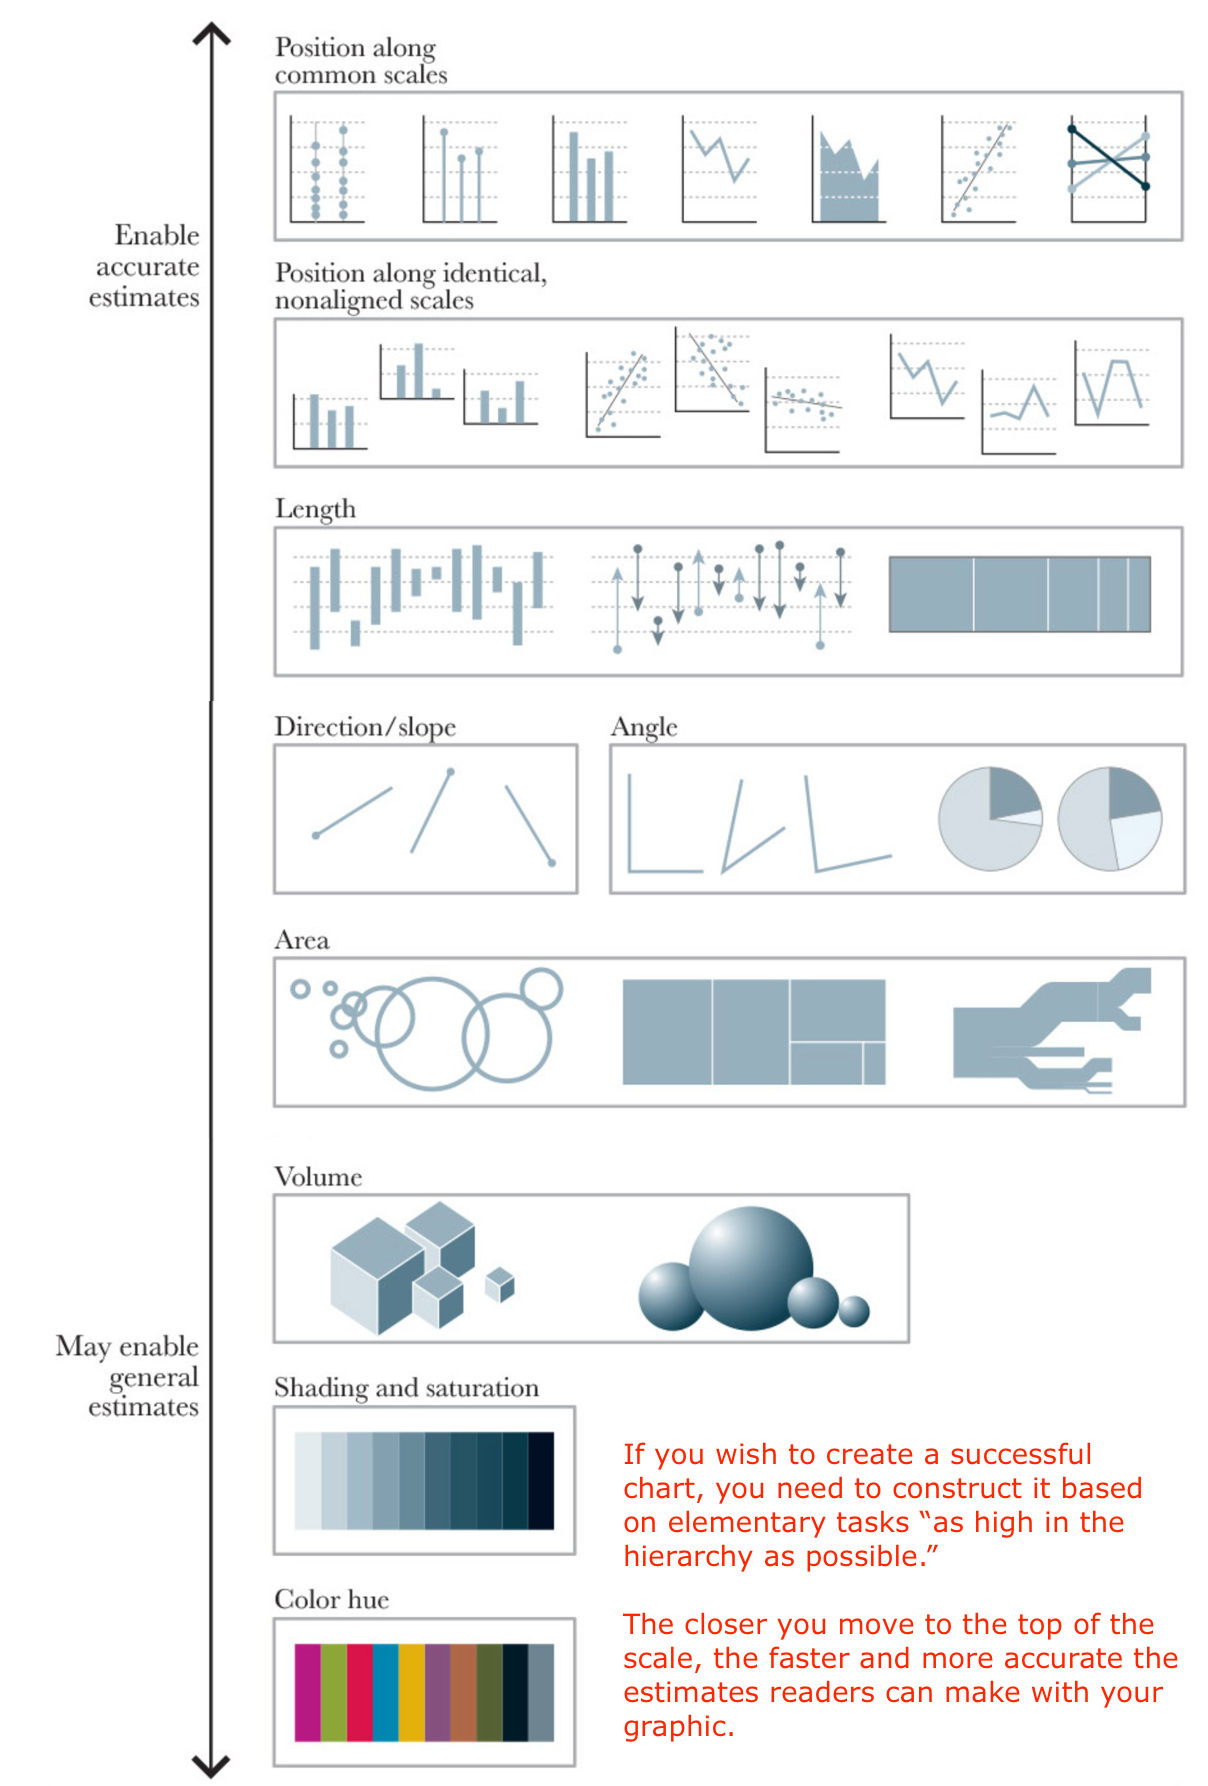 Position along
common scales
Enable
accurate
estimates
Position along identical,
nonaligned scales
Length
Direction/slope
Angle
Area
Volume
May enable
general
estimates
Shading and saturation
If you wish to create a successful
chart, you need to construct it based
on elementary tasks “as high in the
hierarchy as possible.”
Color hue
The closer you move to the top of the
scale, the faster and more accurate the
estimates readers can make with your
graphic.